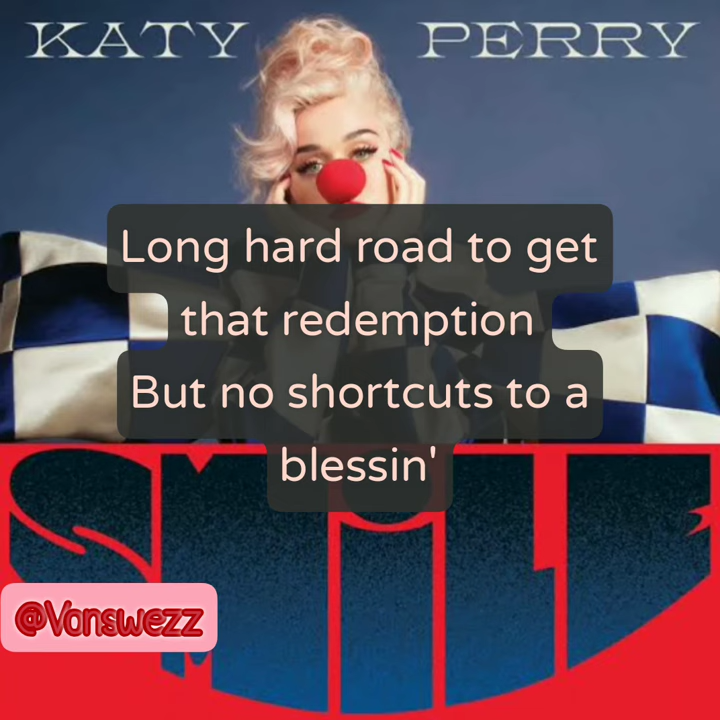 KATY PERRY
Long hard road to get
that redemption
But no shortcuts to a
blessin'
SMILE
@Vonswezz